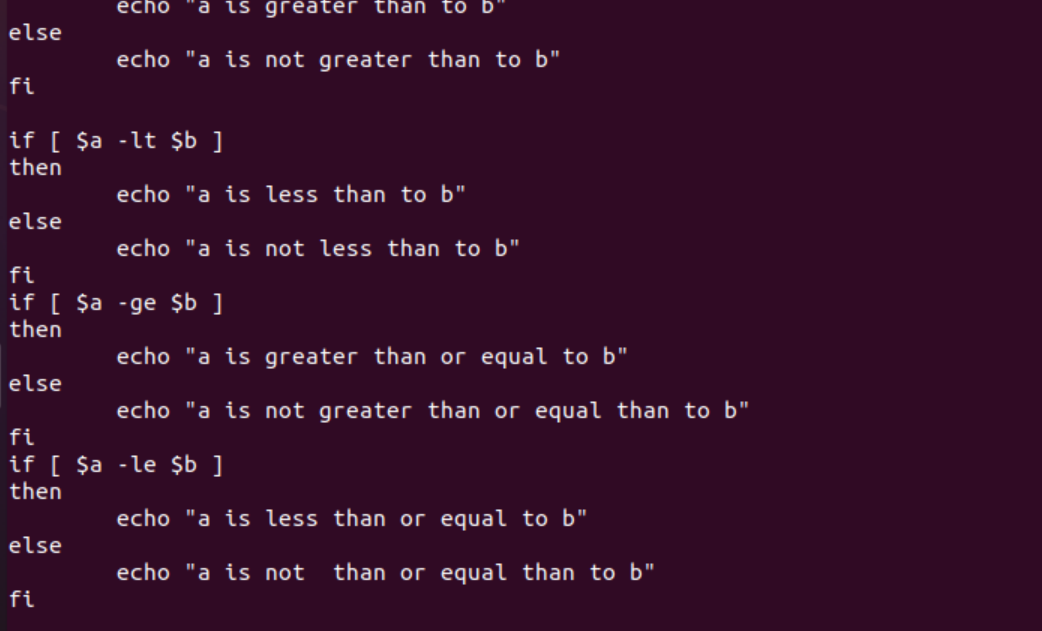 echo "a is greater than to b"
else
echo "a is not greater than to b"
fi
if [ $a -lt $b ]
then
echo "a is less than to b"
else
echo "a is not less than to b"
fi
if [ $a -ge $b ]
then
echo "a is greater than or equal to b"
else
echo "a is not greater than or equal than to b"
fi
if [ $a -le $b ]
then
echo "a is less than or equal to b"
else
echo "a is not  than or equal than to b"
fi